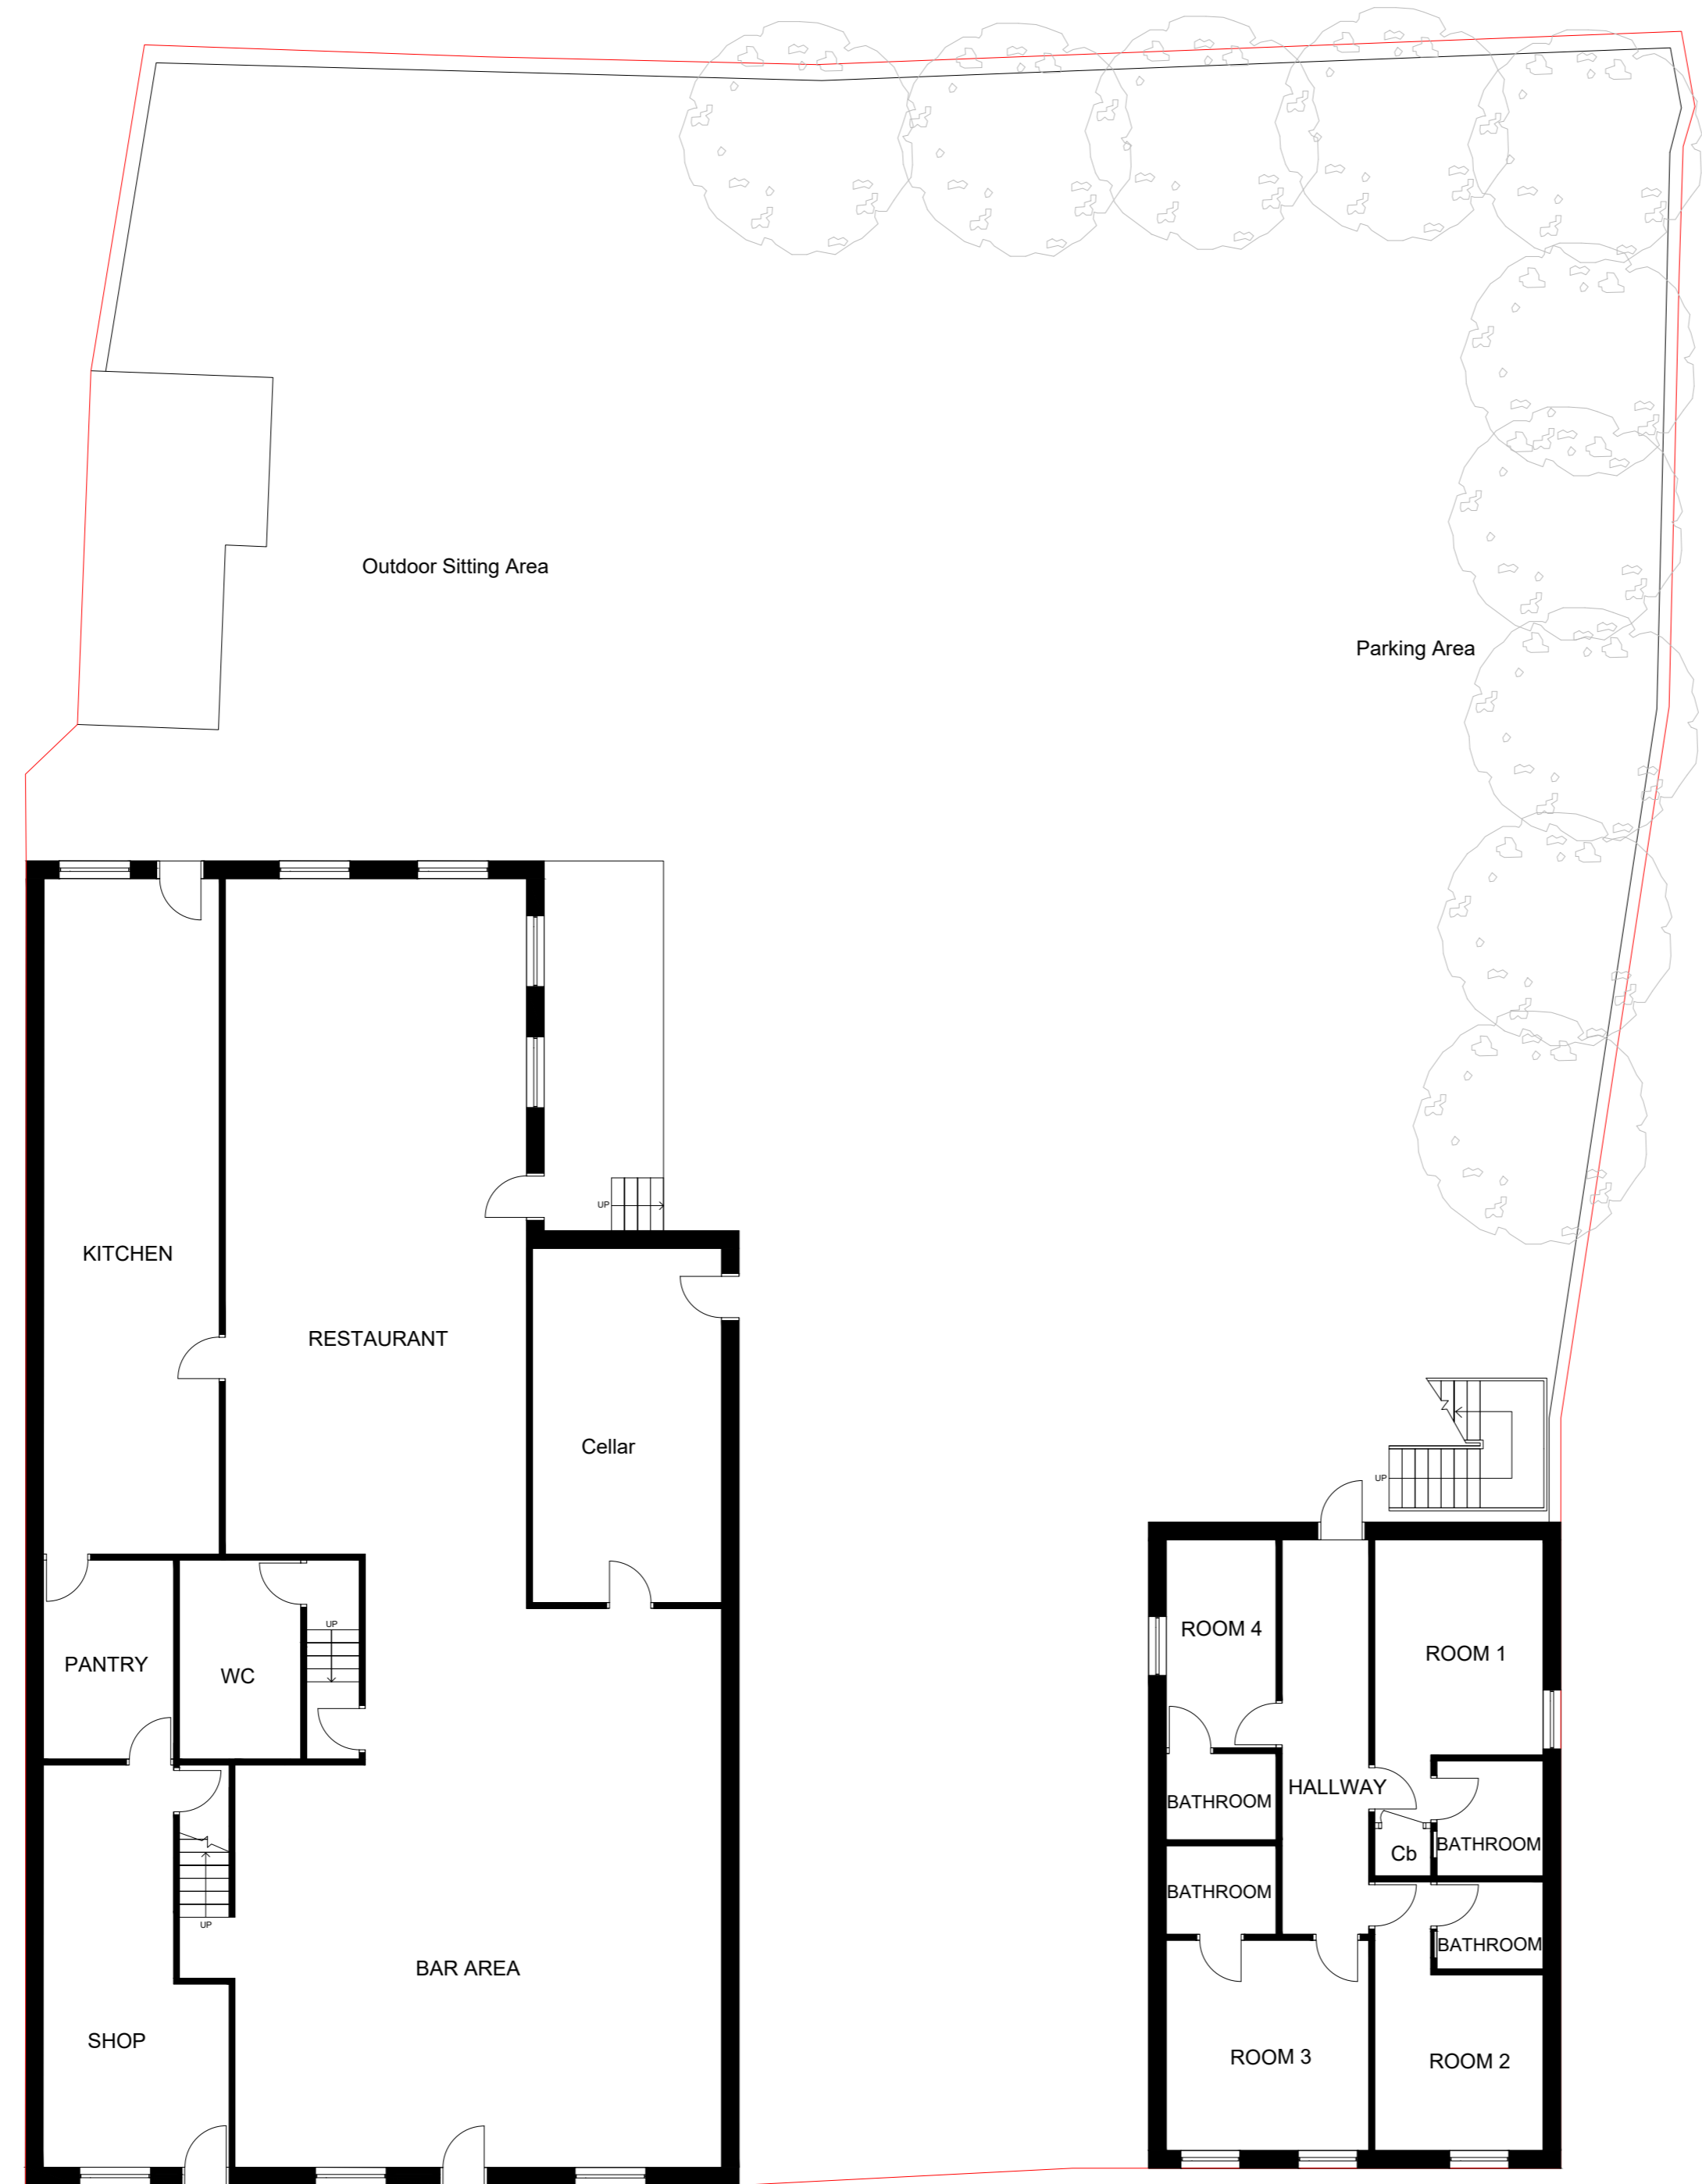 Outdoor Sitting Area
Parking Area
UP
KITCHEN
RESTAURANT
Cellar
UP
UP
ROOM 4
ROOM 1
PANTRY
WC
HALLWAY
BATHROOM
BATHROOM
Cb
BATHROOM
UP
BATHROOM
BAR AREA
SHOP
ROOM 3
ROOM 2